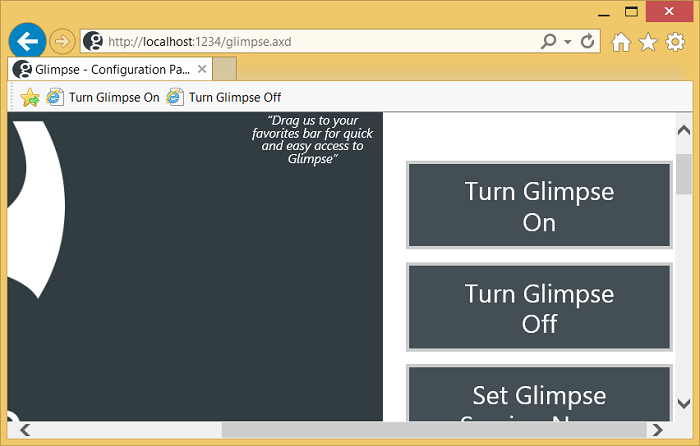 http://localhost:1234/glimpse.axd
Glimpse - Configuration Pa...
Turn Glimpse On
Turn Glimpse Off
"Drag us to your
favorites bar for quick
and easy access to
Glimpse"
Turn Glimpse
On
Turn Glimpse
Off
Set Glimpse